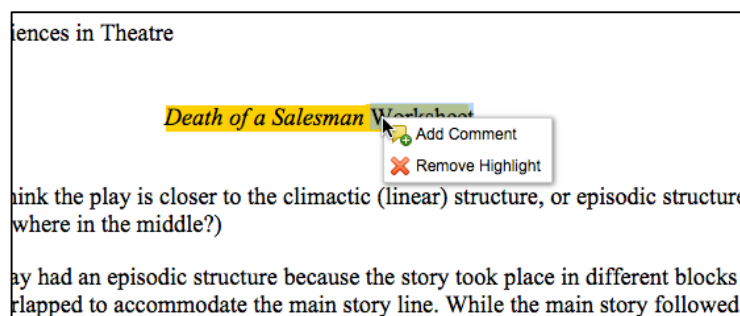 iences in Theatre
Death of a Salesman Worksheet
Add Comment
Remove Highlight
hink the play is closer to the climactic (linear) structure, or episodic structure
where in the middle?)
ay had an episodic structure because the story took place in different blocks
rlapped to accommodate the main story line. While the main story followed